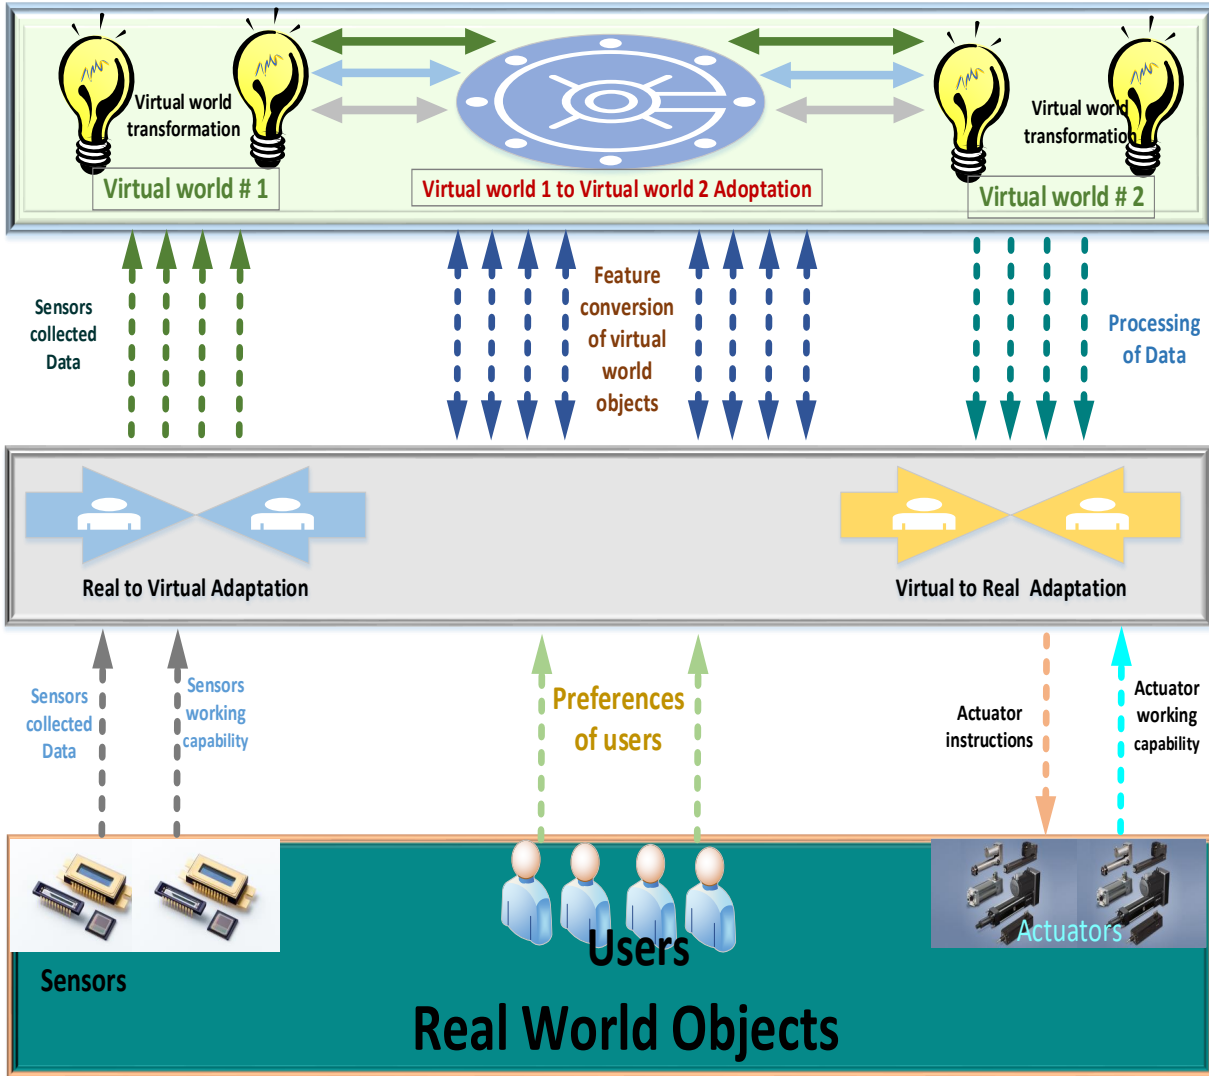 Virtual world
transformation
Virtual world # 1
Virtual world 1 to Virtual world 2 Adoptation
Virtual world
transformation
Virtual world # 2
Sensors
collected
Data
Feature
conversion
of virtual
world
objects
Processing
of Data
Real to Virtual Adaptation
Virtual to Real Adaptation
Sensors
collected
Data
Sensors
working
capability
Preferences
of users
Actuator
instructions
Actuator
working
capability
Sensors
Users
Actuators
Real World Objects